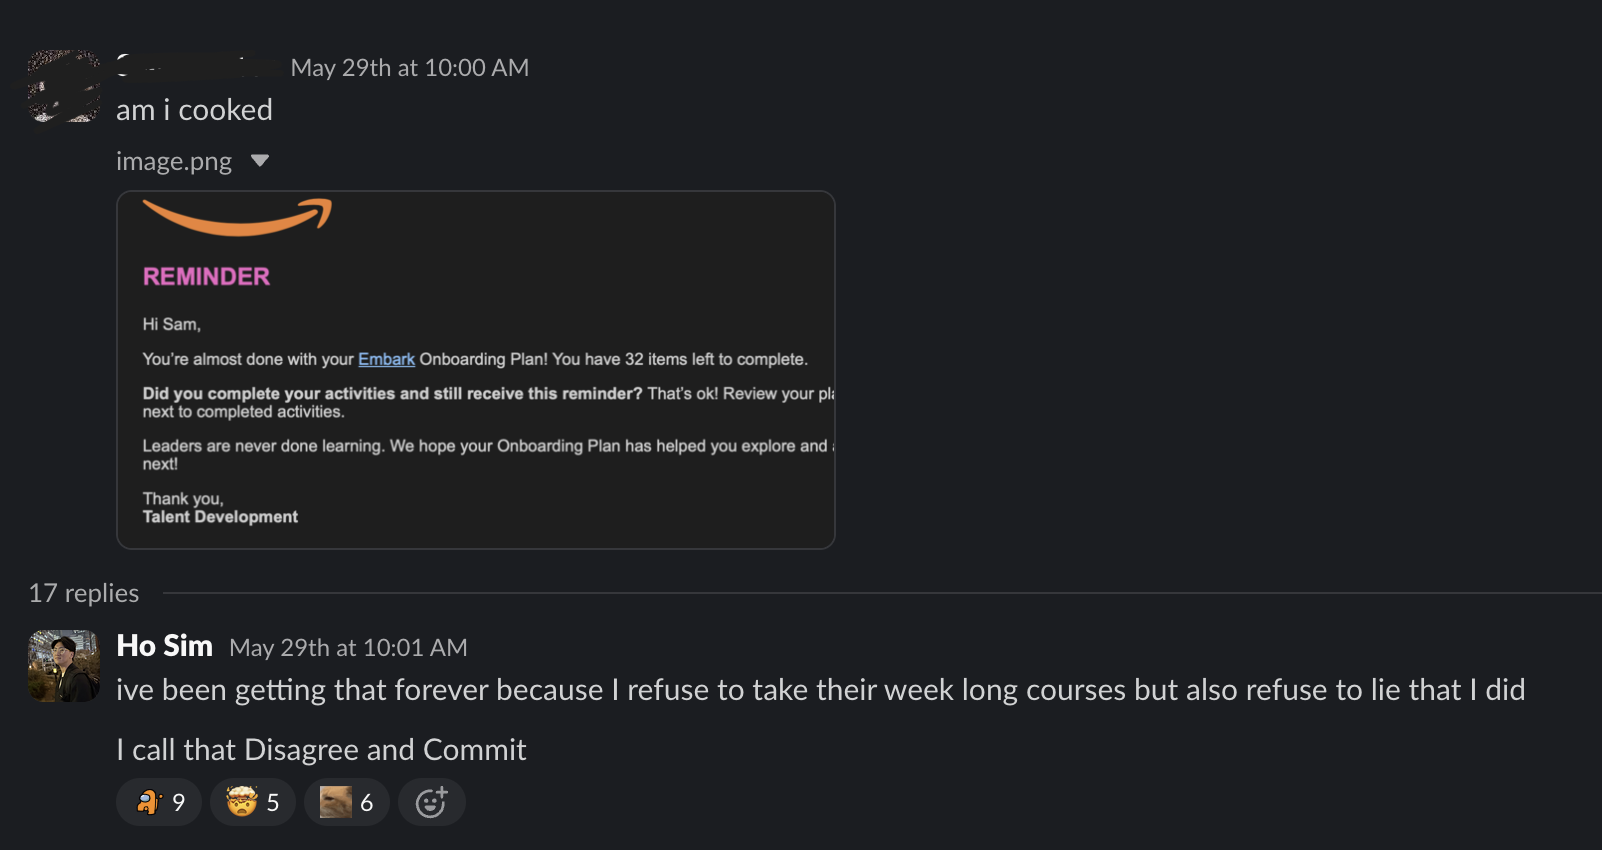 May 29th at 10:00 AM
am i cooked
image.png
REMINDER
Hi Sam,
You're almost done with your Embark Onboarding Plan! You have 32 items left to complete.
Did you complete your activities and still receive this reminder? That's ok! Review your
next to completed activities.
Leaders are never done learning. We hope your Onboarding Plan has helped you explore and
next!
Thank you,
Talent Development
17 replies
Ho Sim May 29th at 10:01 AM
ive been getting that forever because I refuse to take their week long courses but also refuse to lie that I did
I call that Disagree and Commit
9 5 6